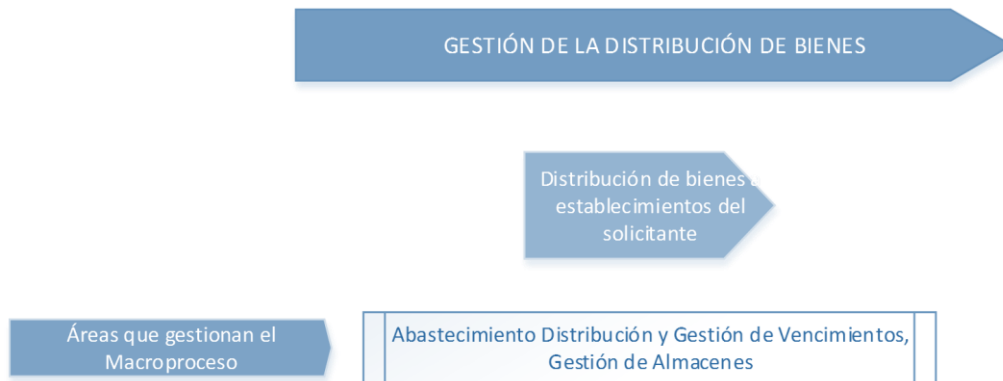 GESTIÓN DE LA DISTRIBUCIÓN DE BIENES
Distribución de bienes a
establecimientos del
solicitante
Áreas que gestionan el
Macroproceso
Abastecimiento Distribución y Gestión de Vencimientos,
Gestión de Almacenes